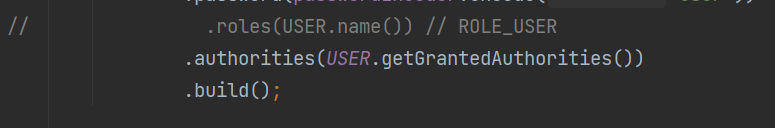 // .roles(USER.name()) // ROLE_USER
.authorities(USER.getGrantedAuthorities())
.build();